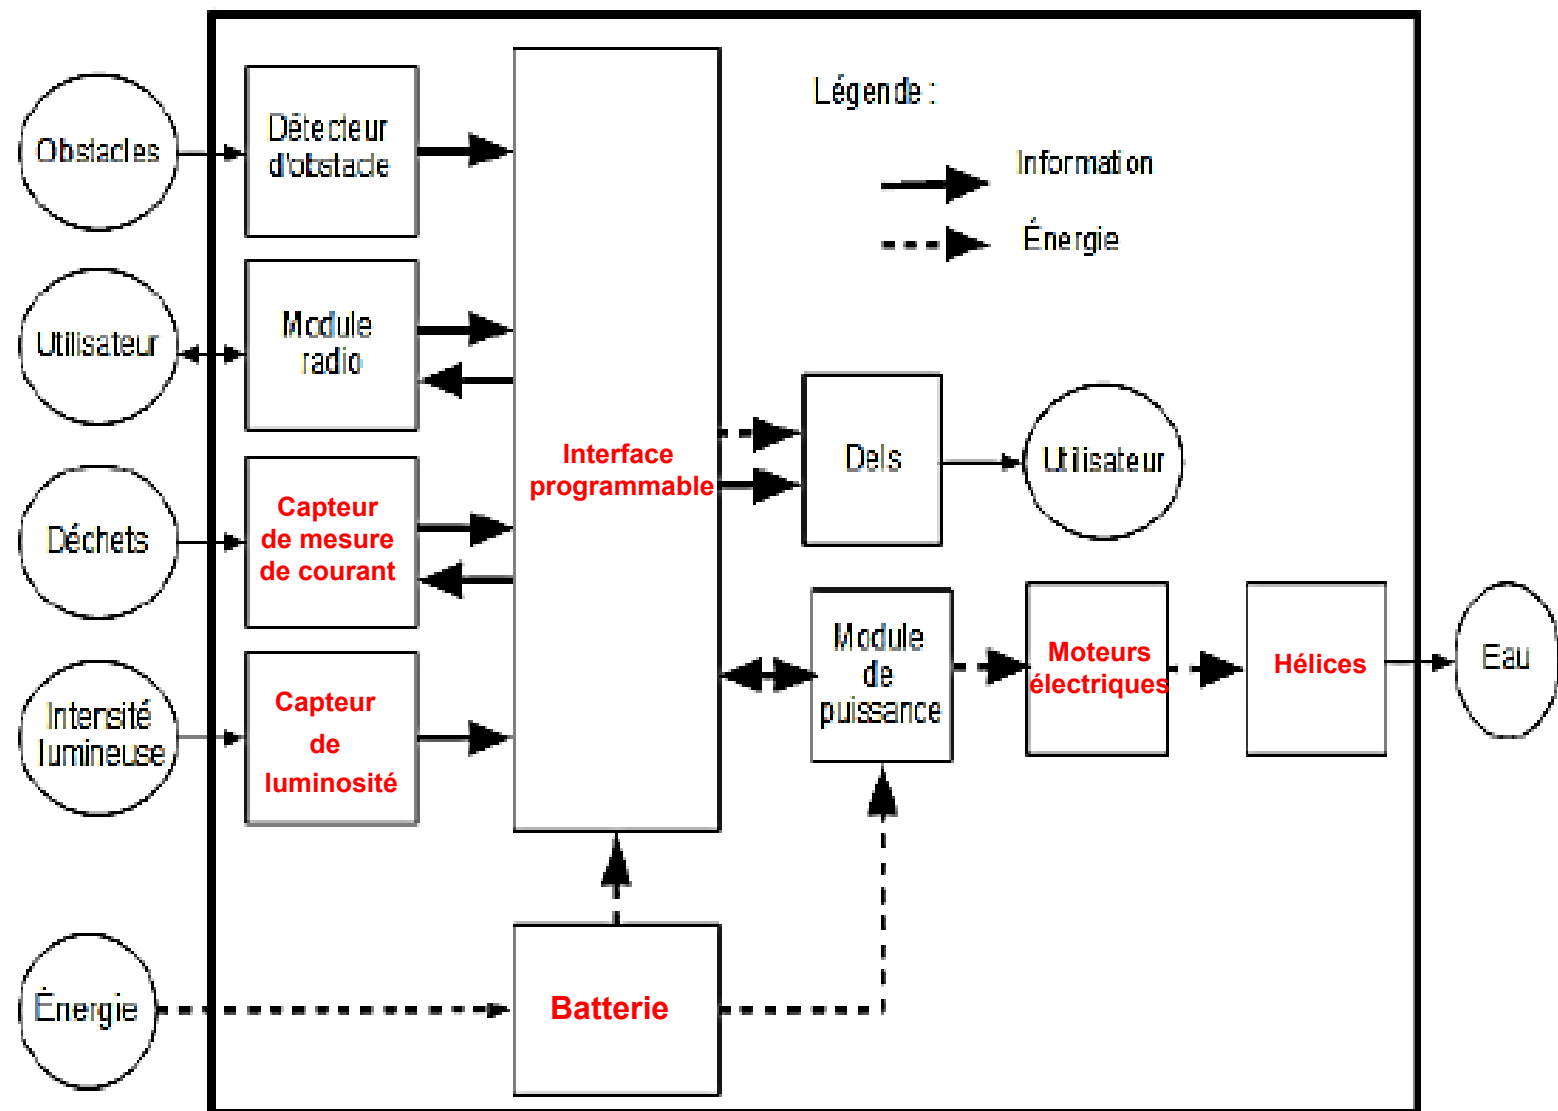 Légende :
Obstacles
Détecteur
d'obstacle
Information
Énergie
Utilisateur
Module
radio
Interface
programmable
Dels
Utilisateur
Déchets
Capteur
de mesure
de courant
Module
de
puissance
Moteurs
électriques
Hélices
Eau
Intensité
lumineuse
Capteur
de
luminosité
Énergie
Batterie